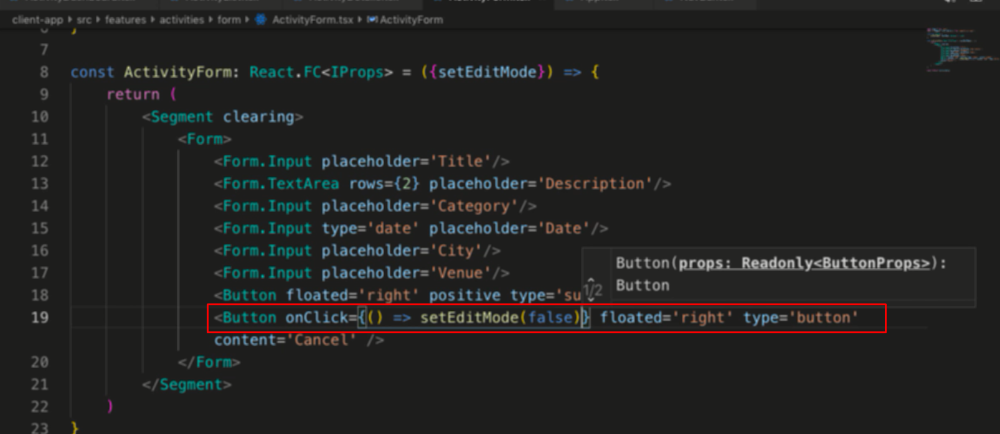 client-app src features activities form ActivityForm.tsx ActivityForm
6 }
7
8 const ActivityForm: React.FC<IProps> = ({setEditMode}) => {
9 return (
10 <Segment clearing>
11 <Form>
12 <Form.Input placeholder='Title'/>
13 <Form.TextArea rows={2} placeholder='Description'/>
14 <Form.Input placeholder='Category'/>
15 <Form.Input type='date' placeholder='Date'/>
16 <Form.Input placeholder='City'/>
17 <Form.Input placeholder='Venue'/>
Button(props: Readonly<ButtonProps>):
1/2 Button
18 <Button floated='right' positive type='su
19 <Button onClick={() => setEditMode(false)} floated='right' type='button'
content='Cancel' />
20 </Form>
21 </Segment>
22 )
23 }